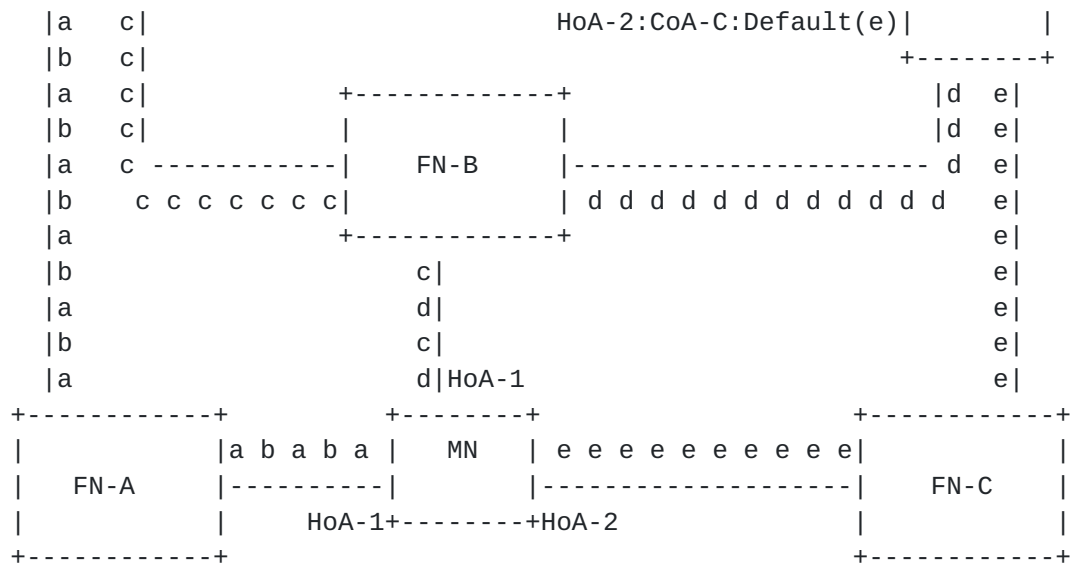 |a   c|                          HoA-2:CoA-C:Default(e)|        |
  |b   c|                                                +--------+
  |a   c|            +-------------+                       |d  e|
  |b   c|            |             |                       |d  e|
  |a   c ------------|    FN-B     |----------------------- d  e|
  |b    c c c c c c c|             | d d d d d d d d d d d d   e|
  |a                 +-------------+                           e|
  |b                      c|                                   e|
  |a                      d|                                   e|
  |b                      c|                                   e|
  |a                      d|HoA-1                              e|
+------------+          +--------+                    +------------+
|            |a b a b a |   MN   | e e e e e e e e e e|            |
|   FN-A     |----------|        |--------------------|    FN-C    |
|            |     HoA-1+--------+HoA-2               |            |
+------------+                                        +------------+